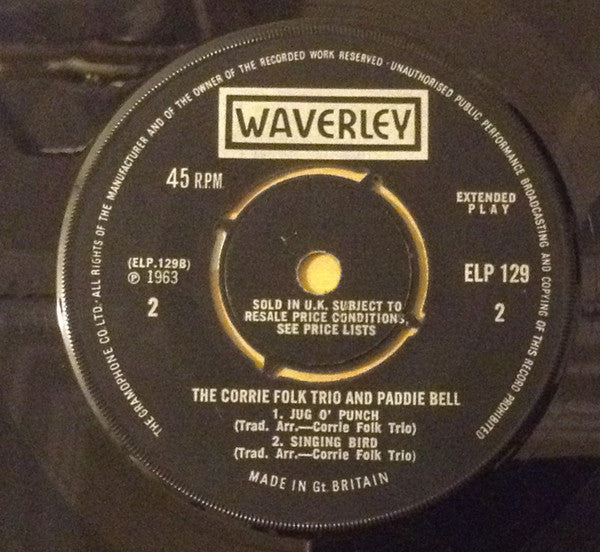 THE GRAMOPHONE CO. LTD. ALL RIGHTS OF THE MANUFACTURER AND OF THE OWNER OF THE RECORDED WORK RESERVED · UNAUTHORISED PUBLIC PERFORMANCE BROADCASTING AND COPYING OF THIS RECORD PROHIBITED
WAVERLEY
45 R.P.M.
EXTENDED
PLAY
(ELP.129B)
℗ 1963
2
ELP 129
2
SOLD IN U.K. SUBJECT TO
RESALE PRICE CONDITIONS,
SEE PRICE LISTS
THE CORRIE FOLK TRIO AND PADDIE BELL
1. JUG O' PUNCH
(Trad. Arr.—Corrie Folk Trio)
2. SINGING BIRD
(Trad. Arr.—Corrie Folk Trio)
MADE IN Gt. BRITAIN